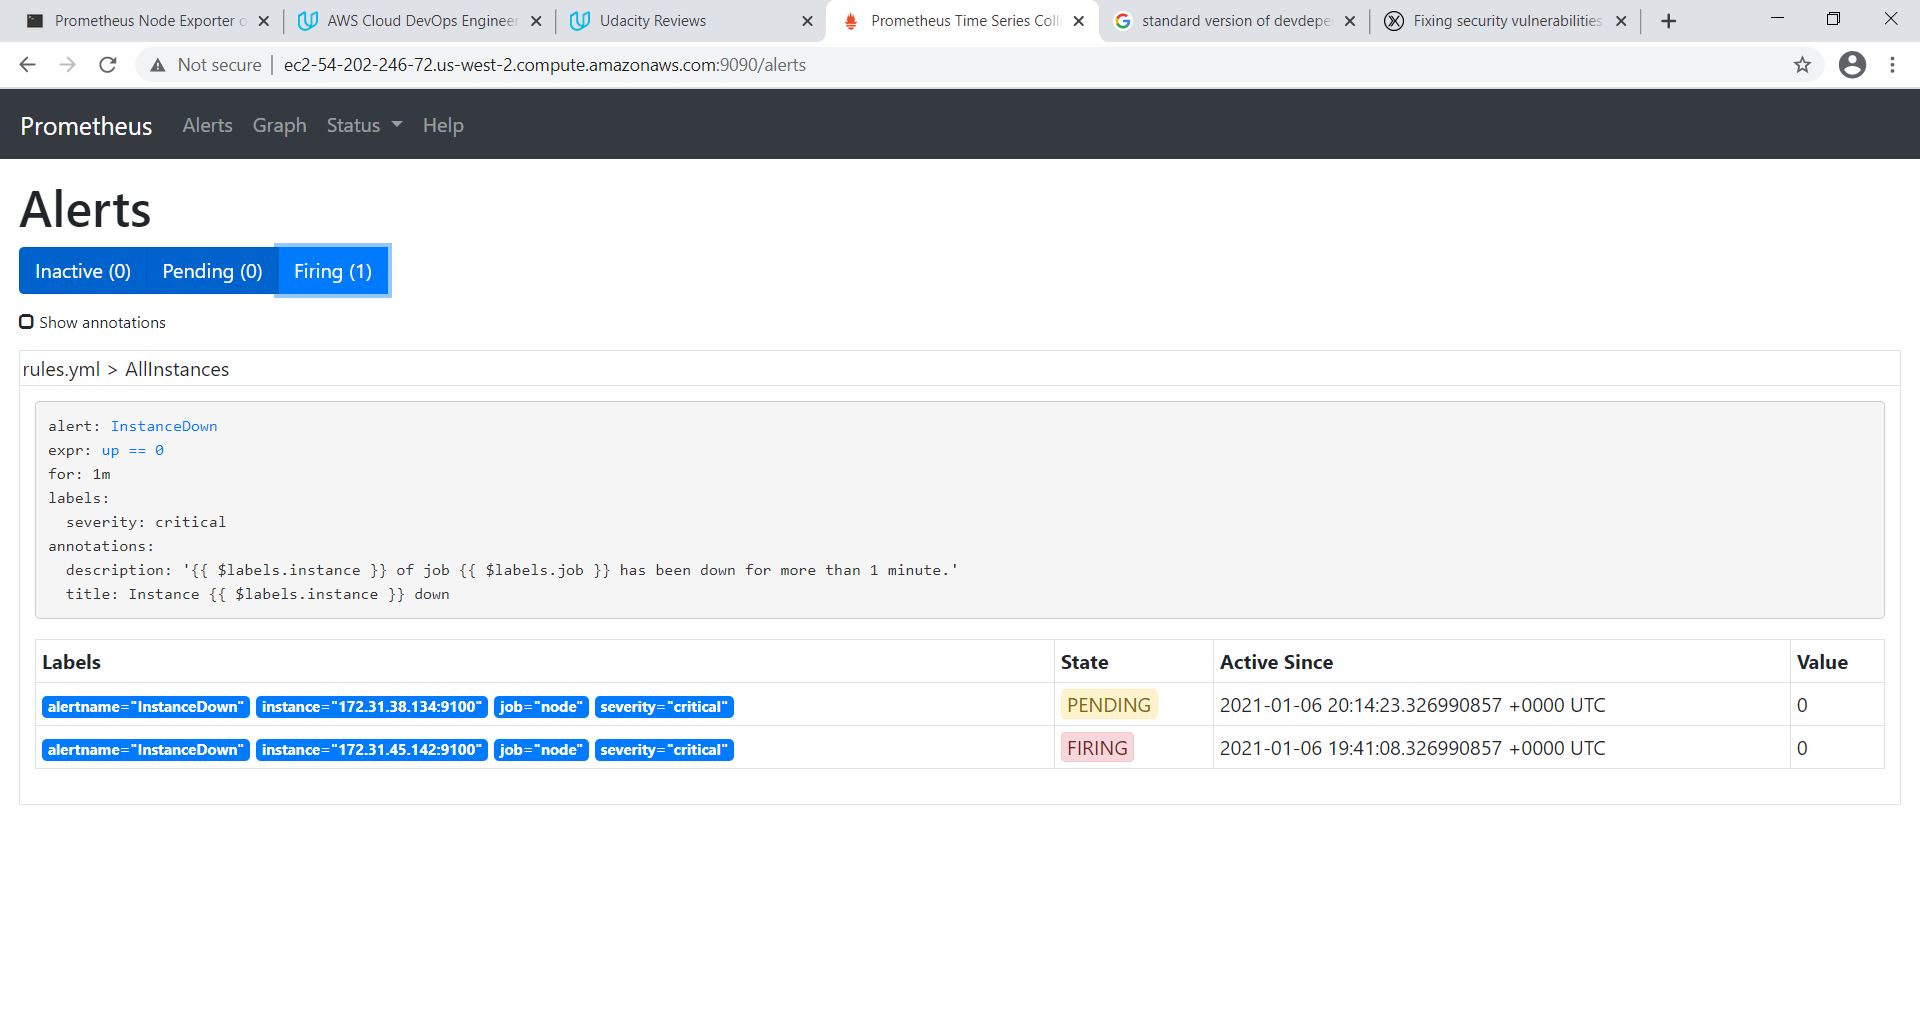 Prometheus Node Exporter o
AWS Cloud DevOps Engineer
Udacity Reviews
Prometheus Time Series Coll
standard version of devdepe
Fixing security vulnerabilities
Not secure | ec2-54-202-246-72.us-west-2.compute.amazonaws.com:9090/alerts
Prometheus Alerts Graph Status Help
Alerts
Inactive (0) Pending (0) Firing (1)
Show annotations
rules.yml > AllInstances
alert: InstanceDown
expr: up == 0
for: 1m
labels:
severity: critical
annotations:
description: '{{ $labels.instance }} of job {{ $labels.job }} has been down for more than 1 minute.'
title: Instance {{ $labels.instance }} down
Labels State Active Since Value
alertname="InstanceDown" instance="172.31.38.134:9100" job="node" severity="critical" PENDING 2021-01-06 20:14:23.326990857 +0000 UTC 0
alertname="InstanceDown" instance="172.31.45.142:9100" job="node" severity="critical" FIRING 2021-01-06 19:41:08.326990857 +0000 UTC 0